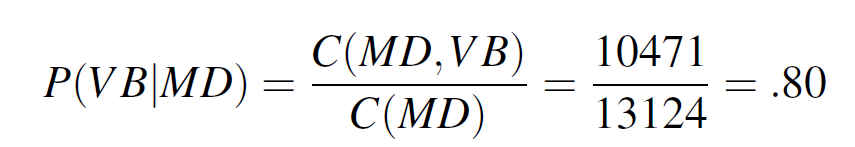 P(VB|MD) = C(MD,VB) / C(MD) = 10471 / 13124 = .80